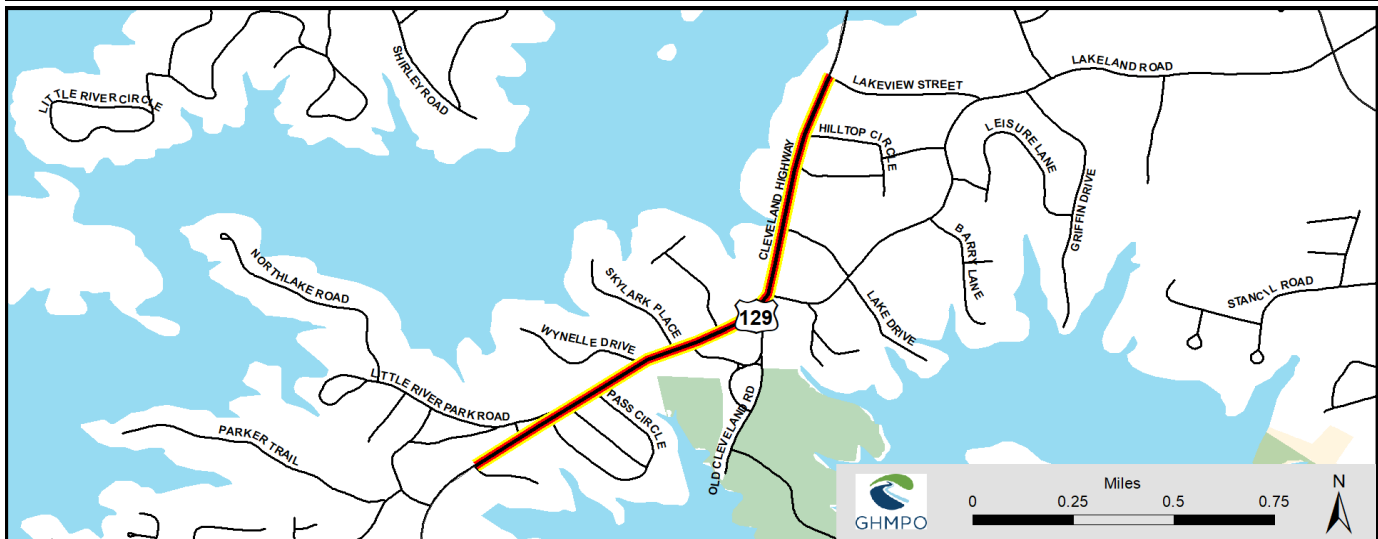 SHIRLEY ROAD
LITTLE RIVER CIRCLE
LAKELAND ROAD
LAKEVIEW STREET
HILLTOP CIRCLE
LEISURE LANE
CLEVELAND HIGHWAY
GRIFFIN DRIVE
BARRY LANE
NORTHLAKE ROAD
SKYLARK PLACE
STANCIL ROAD
LAKE DRIVE
129
WYNELLE DRIVE
LITTLE RIVER PARK ROAD
PASS CIRCLE
OLD CLEVELAND RD
PARKER TRAIL
GHMPO
Miles
0 0.25 0.5 0.75
N